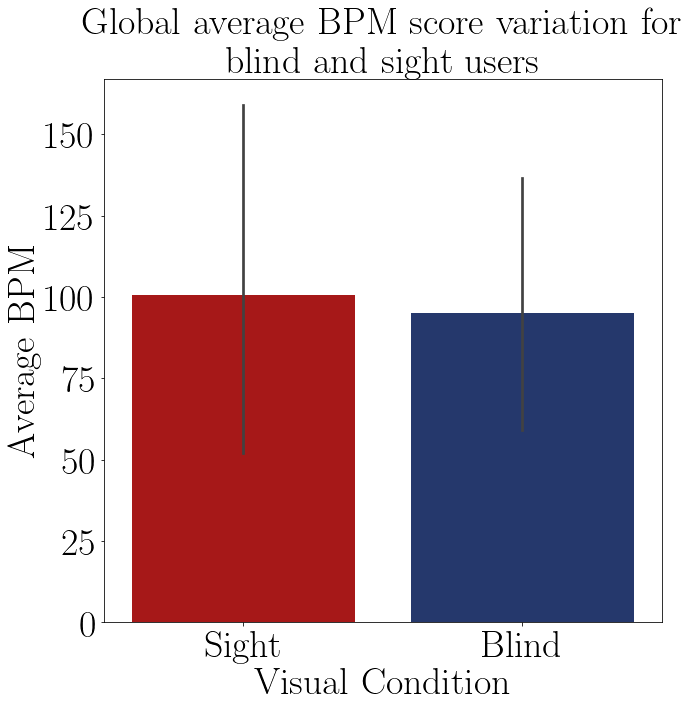 Global average BPM score variation for
blind and sight users
Average BPM
150
125
100
75
50
25
0
Sight Blind
Visual Condition